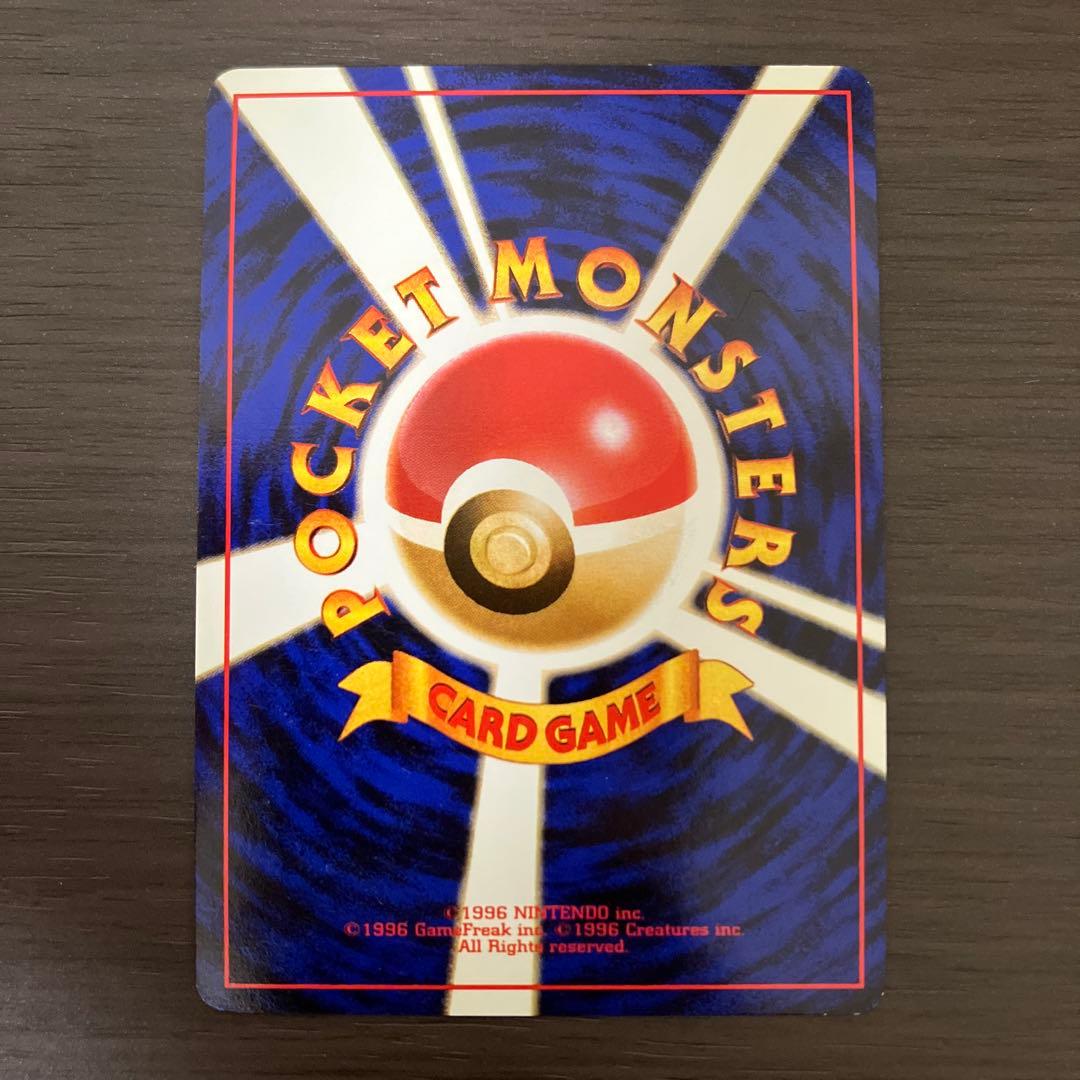 POCKET MONSTERS
CARD GAME
©1996 NINTENDO inc.
©1996 GameFreak inc. ©1996 Creatures inc.
All Rights reserved.